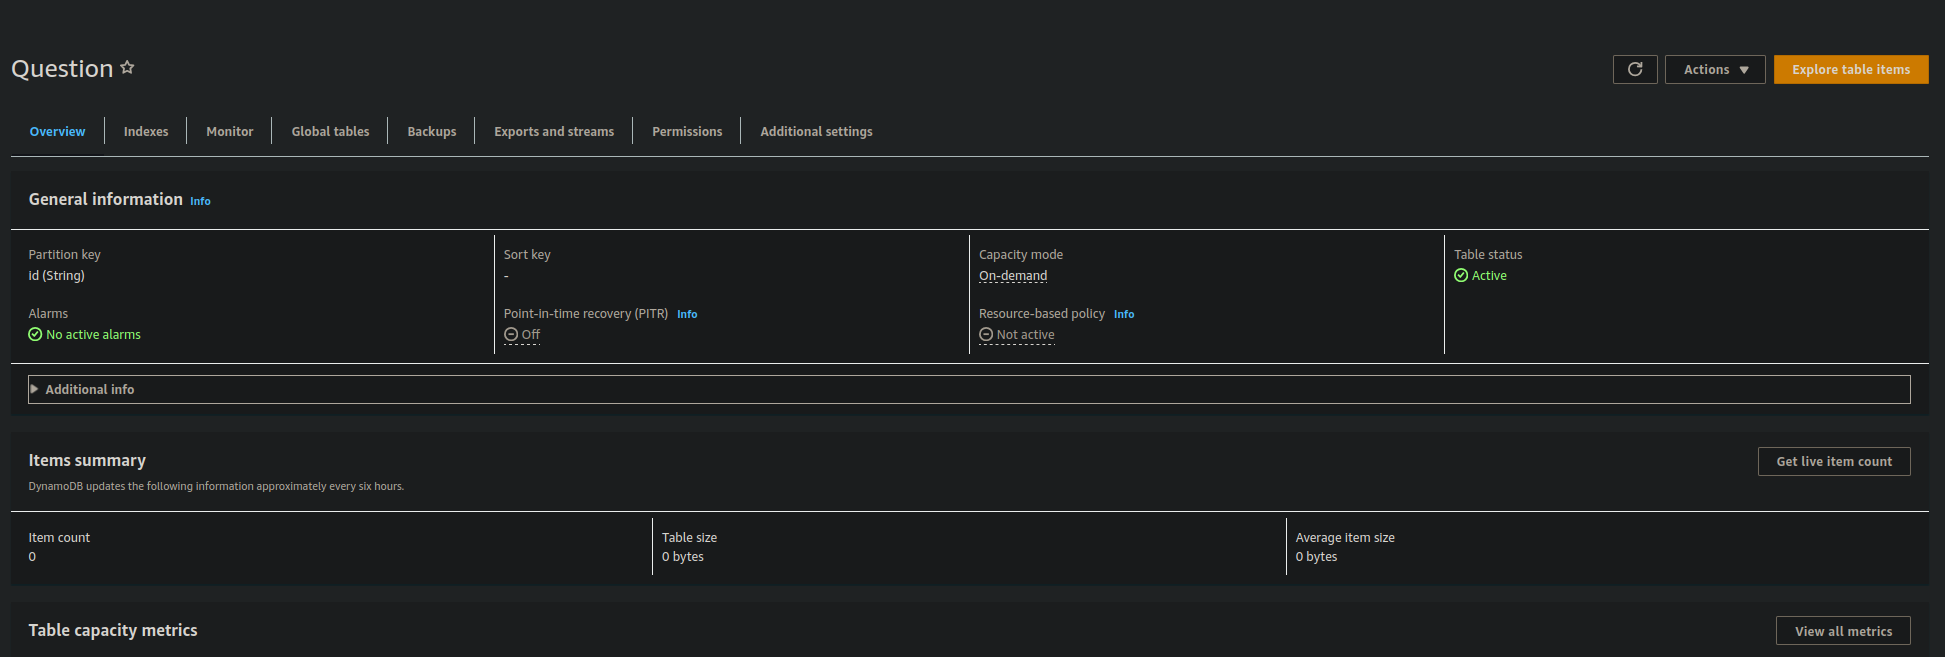 Question
Actions
Explore table items
Overview
Indexes
Monitor
Global tables
Backups
Exports and streams
Permissions
Additional settings
General information Info
Partition key
id (String)
Sort key
-
Capacity mode
On-demand
Table status
Active
Alarms
No active alarms
Point-in-time recovery (PITR) Info
Off
Resource-based policy Info
Not active
Additional info
Items summary
Get live item count
DynamoDB updates the following information approximately every six hours.
Item count
0
Table size
0 bytes
Average item size
0 bytes
Table capacity metrics
View all metrics